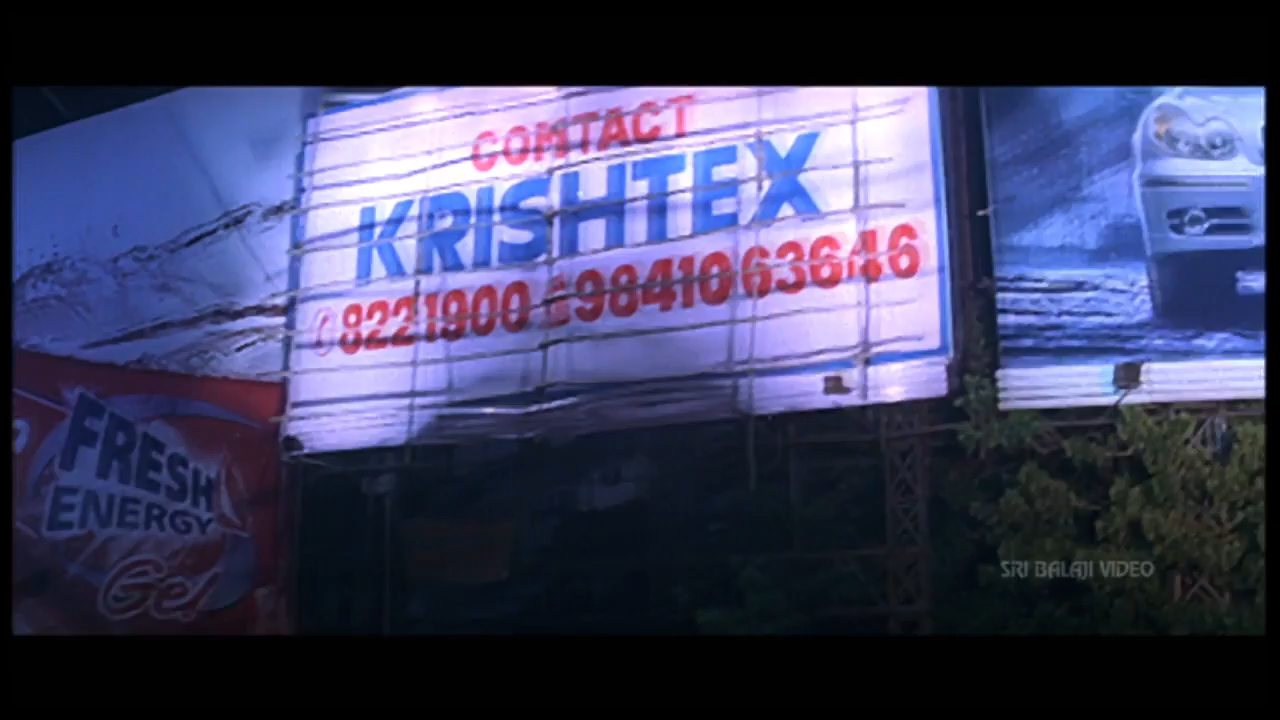 CONTACT
KRISHTEX
8221900 9841063646
FRESH
ENERGY
Gel
SRI BALAJI VIDEO